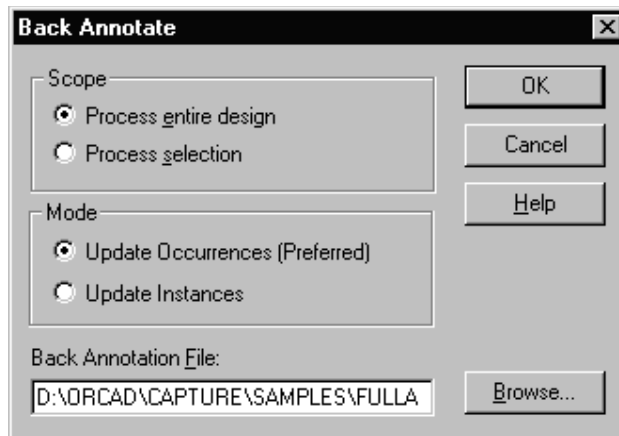 Back Annotate
Scope
Process entire design
Process selection
OK
Cancel
Help
Mode
Update Occurrences (Preferred)
Update Instances
Back Annotation File:
D:\ORCAD\CAPTURE\SAMPLES\FULLA
Browse...